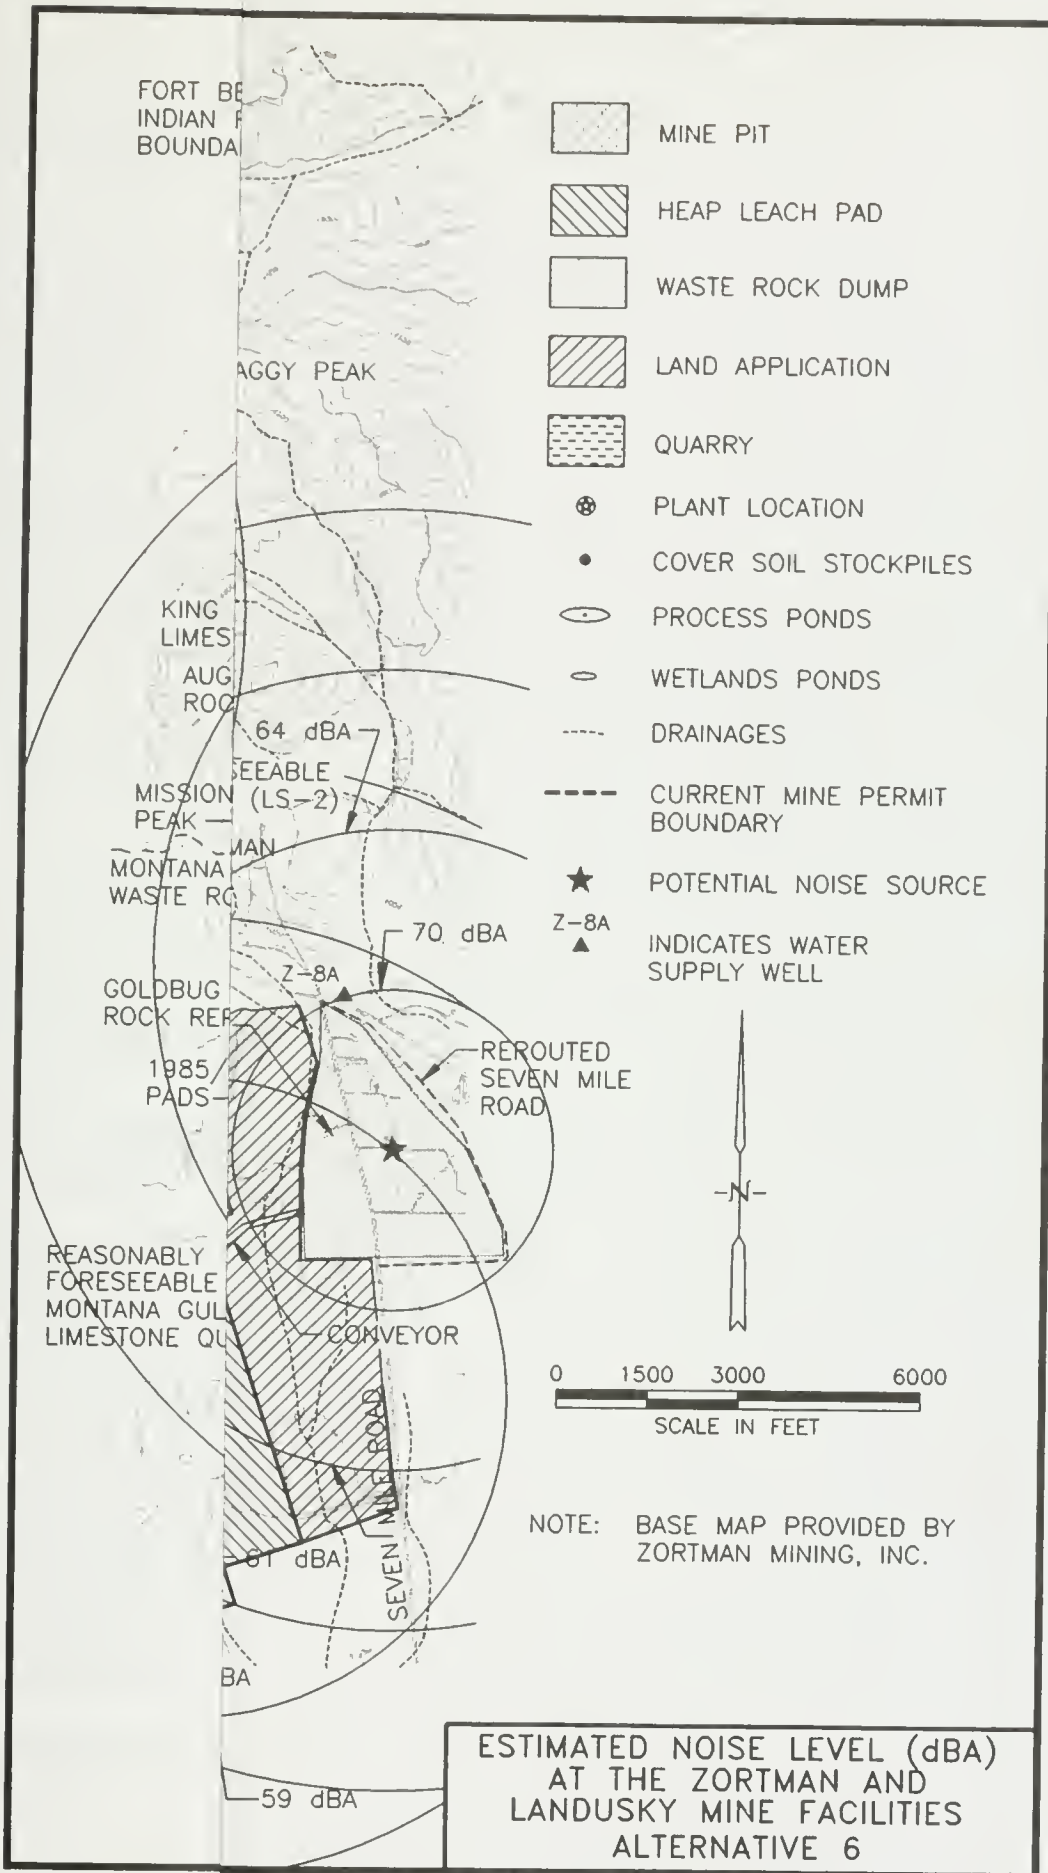 FORT BE
INDIAN
BOUNDA
AGGY PEAK
KING
LIMES
AUG
ROC
64 dBA
EEABLE
(LS-2)
MISSION
PEAK
MAN
MONTANA
WASTE RO
70 dBA
Z-8A
GOLDBUG
ROCK REF
1985
PADS
REROUTED
SEVEN MILE
ROAD
REASONABLY
FORESEEABLE
MONTANA GUL
LIMESTONE QU
CONVEYOR
SEVEN MILE ROAD
61 dBA
BA
59 dBA
MINE PIT
HEAP LEACH PAD
WASTE ROCK DUMP
LAND APPLICATION
QUARRY
PLANT LOCATION
COVER SOIL STOCKPILES
PROCESS PONDS
WETLANDS PONDS
DRAINAGES
CURRENT MINE PERMIT
BOUNDARY
POTENTIAL NOISE SOURCE
Z-8A
INDICATES WATER
SUPPLY WELL
N
0 1500 3000 6000
SCALE IN FEET
NOTE: BASE MAP PROVIDED BY
ZORTMAN MINING, INC.
ESTIMATED NOISE LEVEL (dBA)
AT THE ZORTMAN AND
LANDUSKY MINE FACILITIES
ALTERNATIVE 6